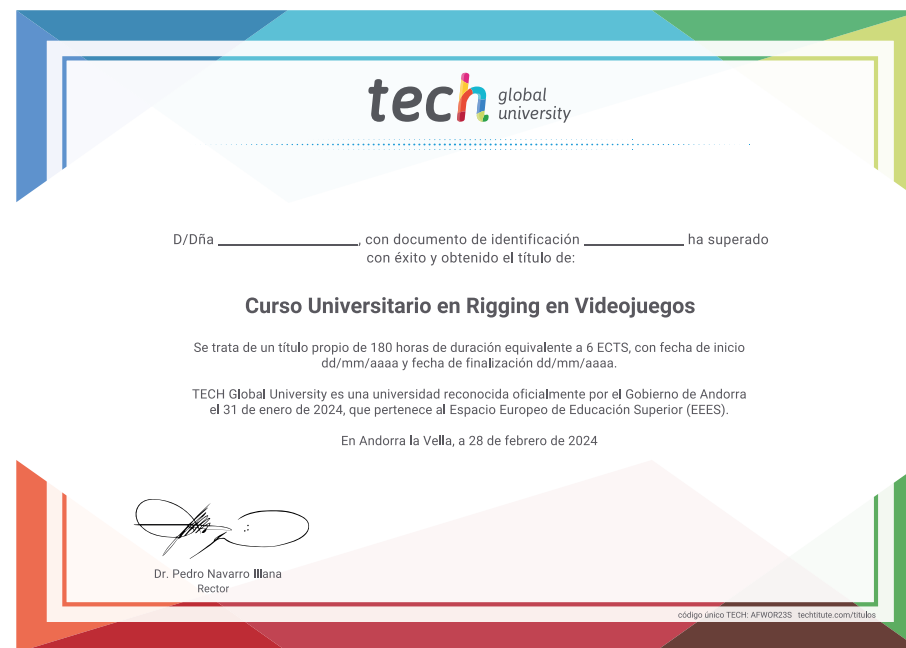 tech global university
D/Dña ____________________, con documento de identificación ______________ ha superado
con éxito y obtenido el título de:
Curso Universitario en Rigging en Videojuegos
Se trata de un título propio de 180 horas de duración equivalente a 6 ECTS, con fecha de inicio
dd/mm/aaaa y fecha de finalización dd/mm/aaaa.
TECH Global University es una universidad reconocida oficialmente por el Gobierno de Andorra
el 31 de enero de 2024, que pertenece al Espacio Europeo de Educación Superior (EEES).
En Andorra la Vella, a 28 de febrero de 2024
Dr. Pedro Navarro Illana
Rector
código único TECH: AFWOR23S techtitute.com/titulos